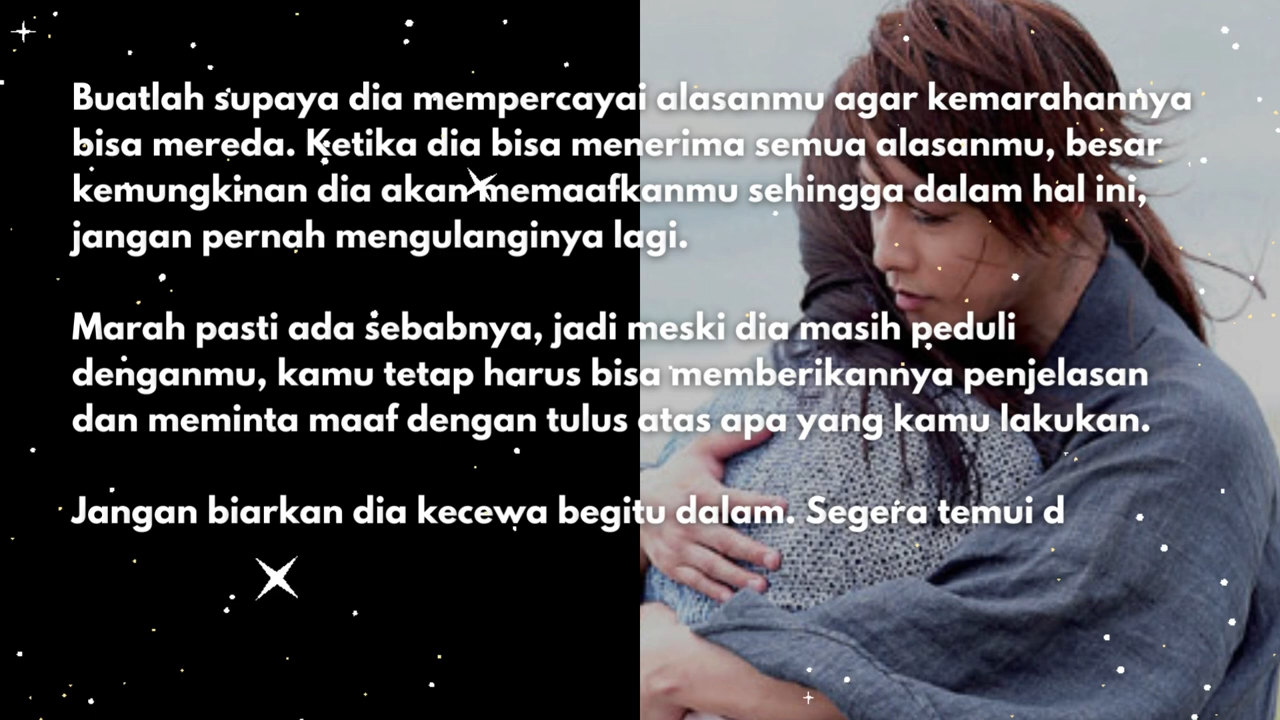 Buatlah supaya dia mempercayai alasanmu agar kemarahannya
bisa mereda. Ketika dia bisa menerima semua alasanmu, besar
kemungkinan dia akan memaafkanmu sehingga dalam hal ini,
jangan pernah mengulanginya lagi.
Marah pasti ada sebabnya, jadi meski dia masih peduli
denganmu, kamu tetap harus bisa memberikannya penjelasan
dan meminta maaf dengan tulus atas apa yang kamu lakukan.
Jangan biarkan dia kecewa begitu dalam. Segera temui d